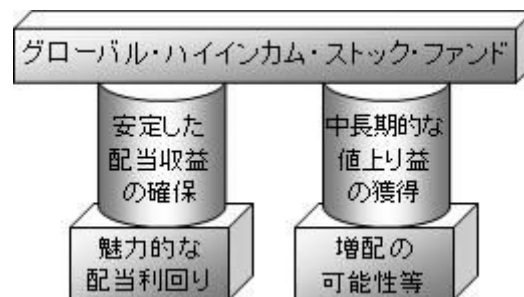 グローバル・ハイインカム・ストック・ファンド
安定した
配当収益
の確保
中長期的な
値上り益
の獲得
魅力的な
配当利回り
増配の
可能性等